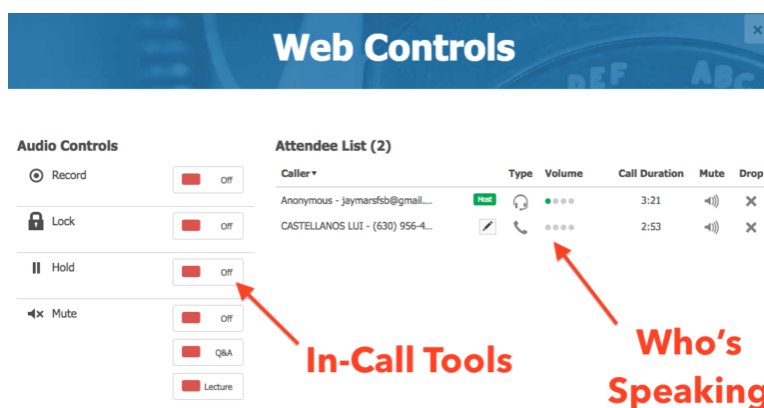 Web Controls
DEF
ABC
Audio Controls
Record
Off
Lock
Off
Hold
Off
Mute
Off
Q&A
Lecture
Attendee List (2)
Caller Type Volume Call Duration Mute Drop
Anonymous - jaymarsfsb@gmail.... Host 3:21
CASTELLANOS LUI - (630) 956-4... 2:53
In-Call Tools
Who's
Speaking